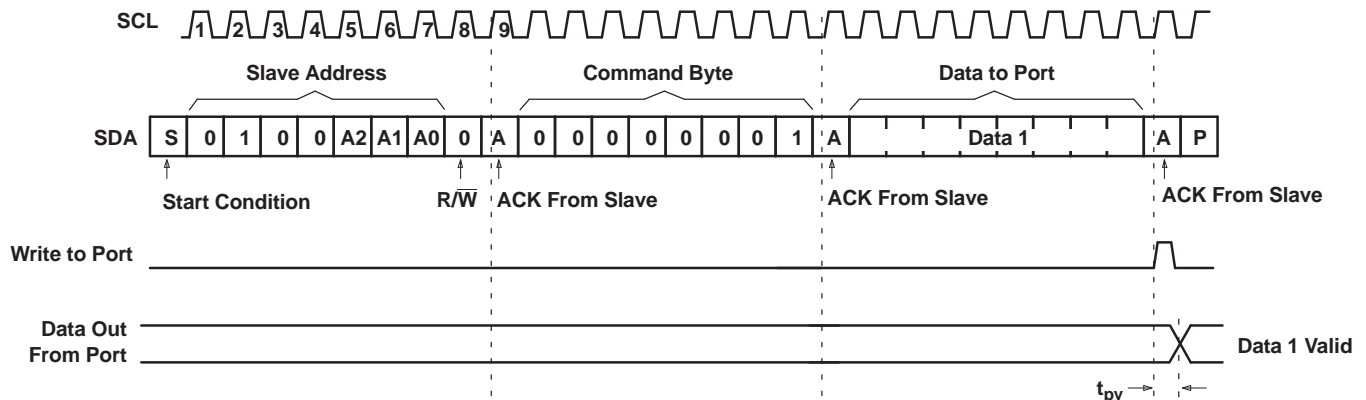 SCL 1 2 3 4 5 6 7 8 9
Slave Address Command Byte Data to Port
SDA S 0 1 0 0 A2 A1 A0 0 A 0 0 0 0 0 0 0 1 A Data 1 A P
Start Condition R/W̅ ACK From Slave ACK From Slave ACK From Slave
Write to Port
Data Out
From Port
Data 1 Valid
tpv